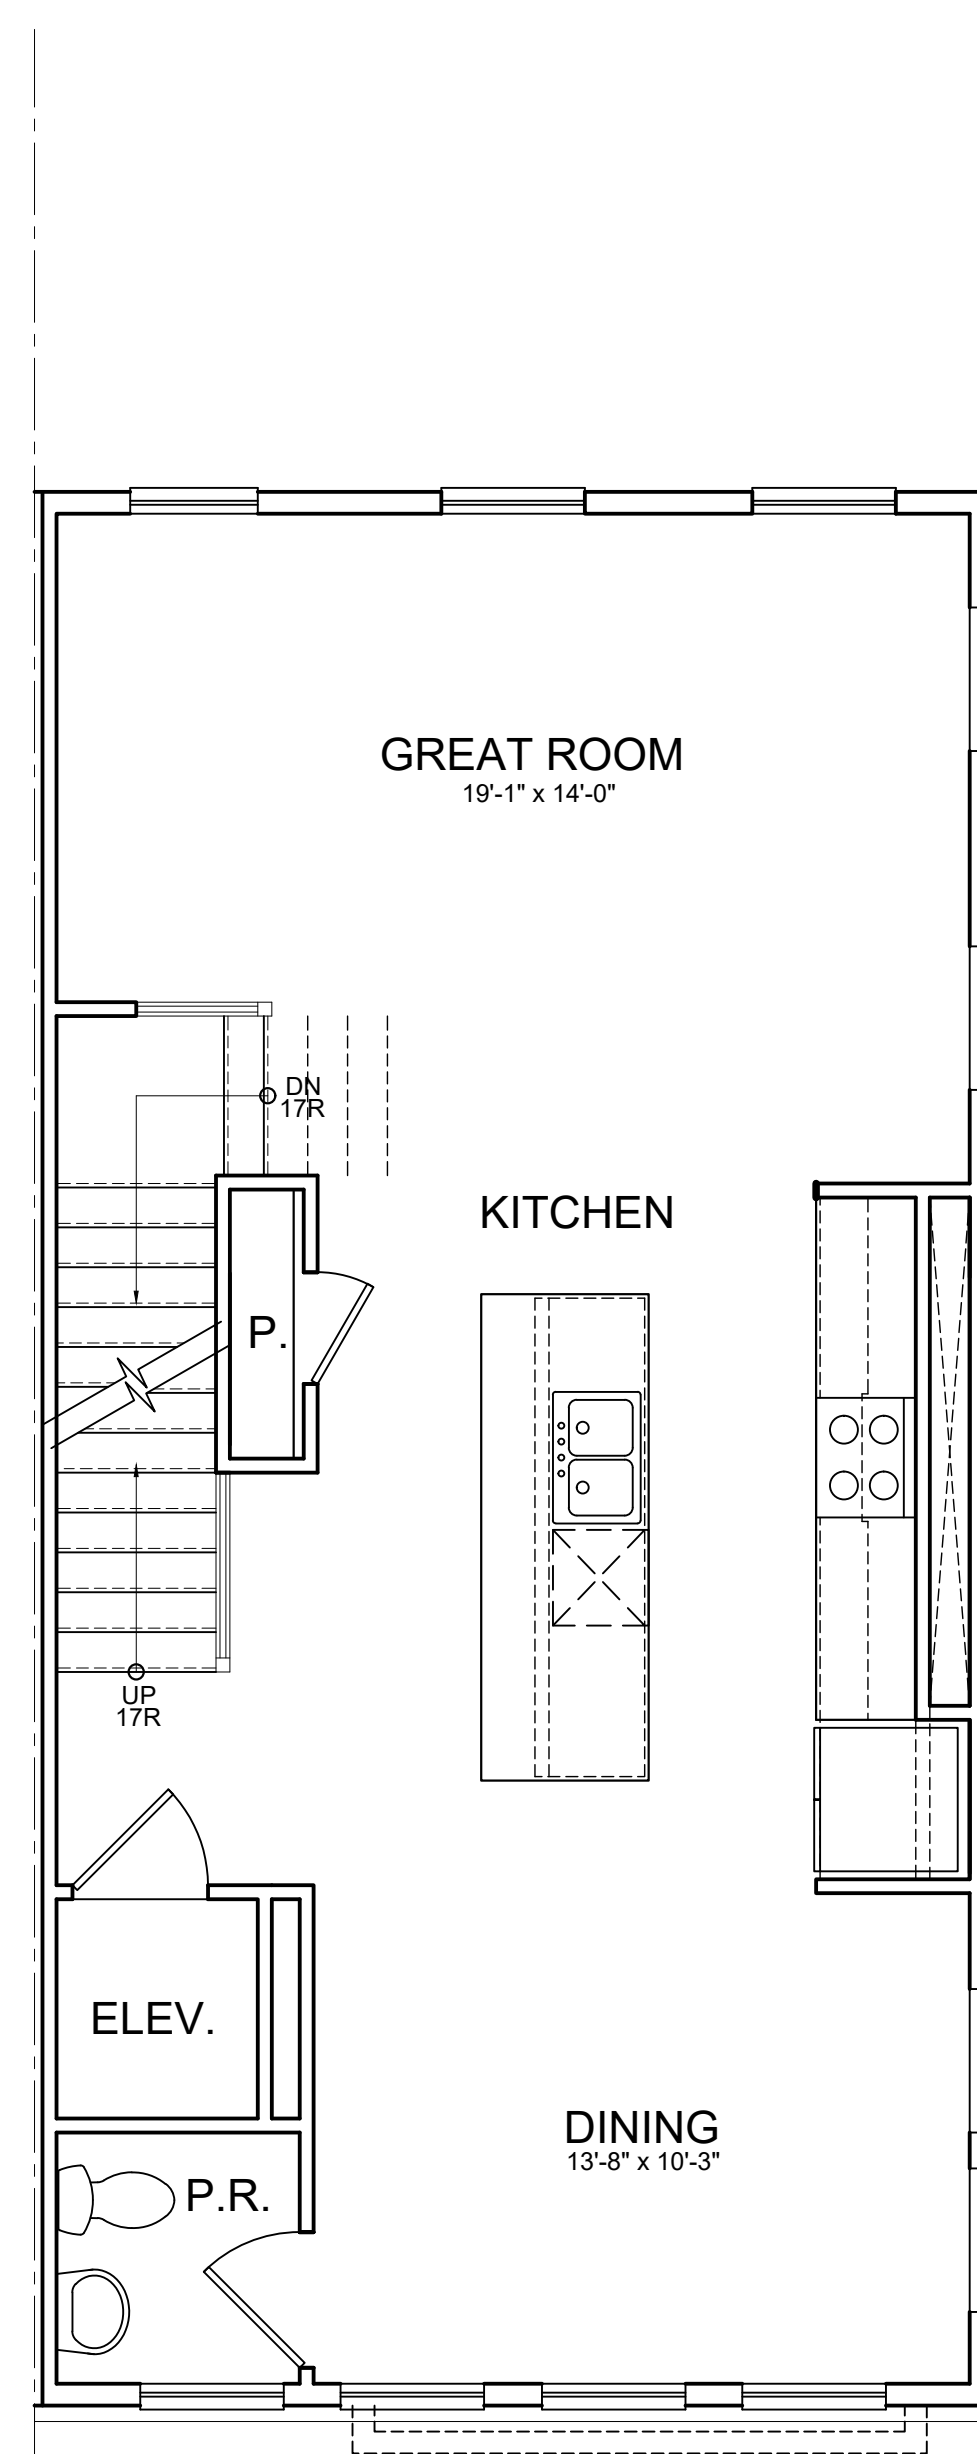 GREAT ROOM
19'-1" x 14'-0"
DN
17R
KITCHEN
P.
UP
17R
ELEV.
DINING
13'-8" x 10'-3"
P.R.